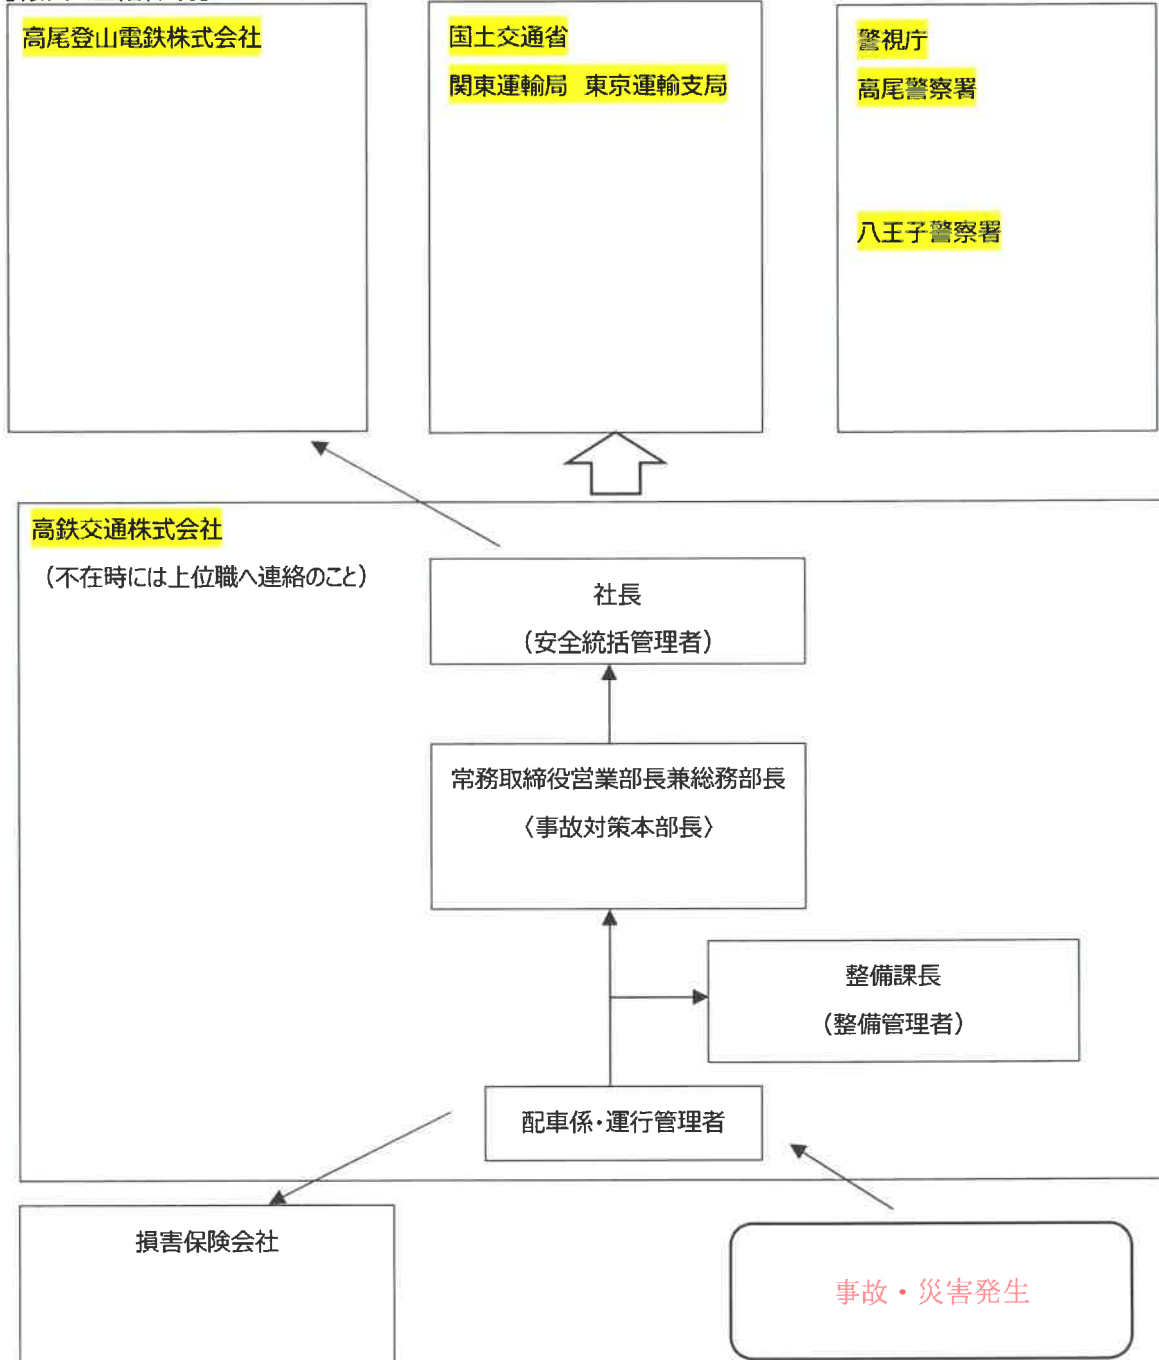 高尾登山電鉄株式会社
国土交通省
関東運輸局 東京運輸支局
警視庁
高尾警察署
八王子警察署
高鉄交通株式会社
（不在時には上位職へ連絡のこと）
社長
（安全統括管理者）
常務取締役営業部長兼総務部長
〈事故対策本部長〉
整備課長
（整備管理者）
配車係・運行管理者
損害保険会社
事故・災害発生